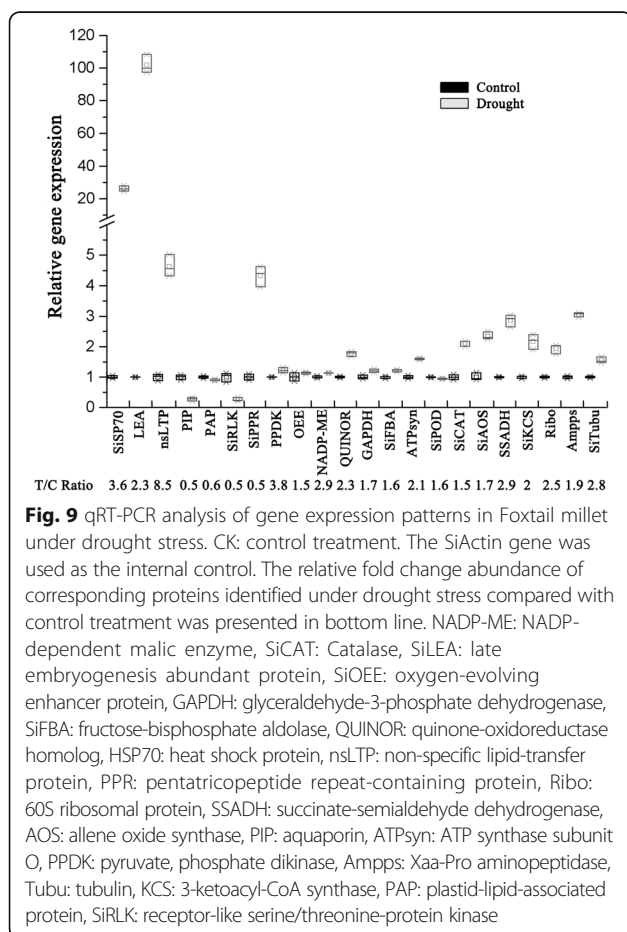 120
100
80
60
40
20
5
4
3
2
1
0
Relative gene expression
Control
Drought
SiSP70
LEA
nsLTP
PIP
PAP
SiRLK
SiPPR
PPDK
OEE
NADP-ME
QUINOR
GAPDH
SiFBA
ATPsyn
SiPOD
SiCAT
SiAOS
SSADH
SiKCS
Ribo
Ampps
SiTubu
T/C Ratio 3.6 2.3 8.5 0.5 0.6 0.5 0.5 3.8 1.5 2.9 2.3 1.7 1.6 2.1 1.6 1.5 1.7 2.9 2 2.5 1.9 2.8
Fig. 9 qRT-PCR analysis of gene expression patterns in Foxtail millet
under drought stress. CK: control treatment. The SiActin gene was
used as the internal control. The relative fold change abundance of
corresponding proteins identified under drought stress compared with
control treatment was presented in bottom line. NADP-ME: NADP-
dependent malic enzyme, SiCAT: Catalase, SiLEA: late
embryogenesis abundant protein, SiOEE: oxygen-evolving
enhancer protein, GAPDH: glyceraldehyde-3-phosphate dehydrogenase,
SiFBA: fructose-bisphosphate aldolase, QUINOR: quinone-oxidoreductase
homolog, HSP70: heat shock protein, nsLTP: non-specific lipid-transfer
protein, PPR: pentatricopeptide repeat-containing protein, Ribo:
60S ribosomal protein, SSADH: succinate-semialdehyde dehydrogenase,
AOS: allene oxide synthase, PIP: aquaporin, ATPsyn: ATP synthase subunit
O, PPDK: pyruvate, phosphate dikinase, Ampps: Xaa-Pro aminopeptidase,
Tubu: tubulin, KCS: 3-ketoacyl-CoA synthase, PAP: plastid-lipid-associated
protein, SiRLK: receptor-like serine/threonine-protein kinase